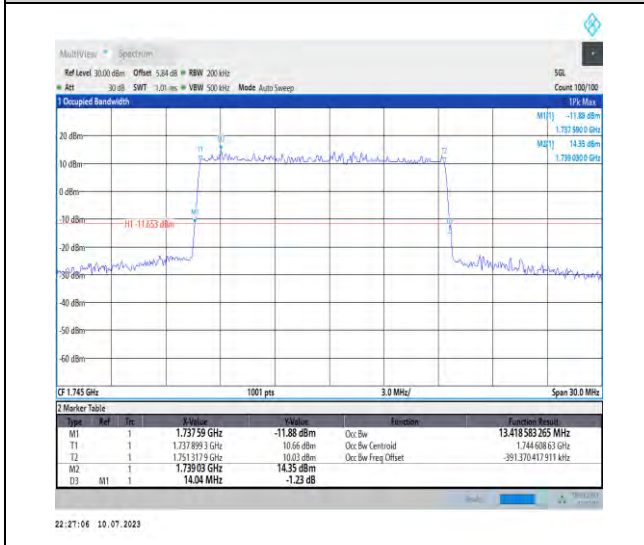 MultiView Spectrum
Ref Level 30.00 dBm Offset 5.84 dB RBW 200 kHz SGL
Att 30 dB SWT 1.01 ms VBW 500 kHz Mode Auto Sweep Count 100/100
1 Occupied Bandwidth 1Pk Max
M1[1] -11.88 dBm
1.737 590 0 GHz
M2[1] 14.35 dBm
1.739 030 0 GHz
20 dBm
M2
T1
T2
10 dBm
0 dBm
M1
-10 dBm
H1 -11.653 dBm
-20 dBm
-30 dBm
-40 dBm
-50 dBm
-60 dBm
CF 1.745 GHz 1001 pts 3.0 MHz/ Span 30.0 MHz
2 Marker Table
Type Ref Trc X-Value Y-Value Function Function Result
M1 1 1.737 59 GHz -11.88 dBm Occ Bw 13.418 583 265 MHz
T1 1 1.737 899 3 GHz 10.66 dBm Occ Bw Centroid 1.744 608 63 GHz
T2 1 1.751 317 9 GHz 10.03 dBm Occ Bw Freq Offset -391.370 417 911 kHz
M2 1 1.739 03 GHz 14.35 dBm
D3 M1 1 14.04 MHz -1.23 dB
22:27:06 10.07.2023